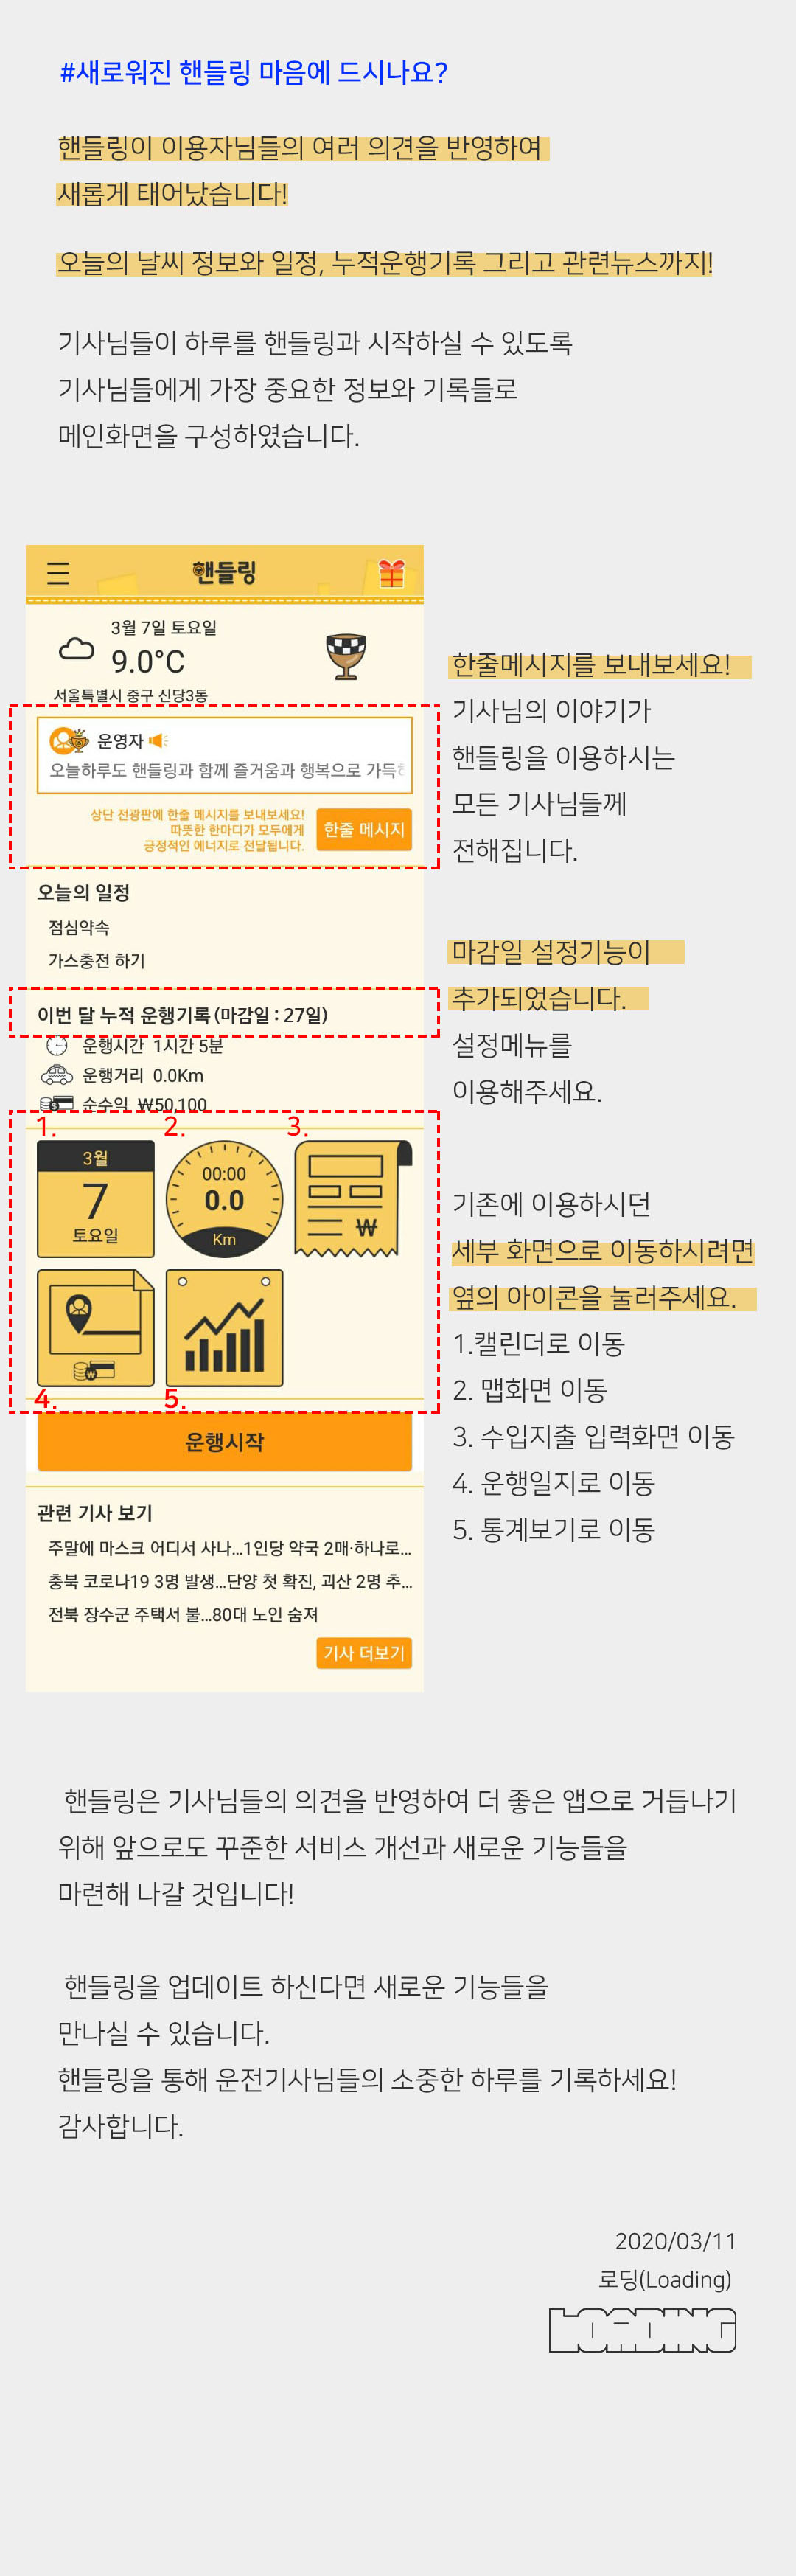 #새로워진 핸들링 마음에 드시나요?
핸들링이 이용자님들의 여러 의견을 반영하여
새롭게 태어났습니다!
오늘의 날씨 정보와 일정, 누적운행기록 그리고 관련뉴스까지!
기사님들이 하루를 핸들링과 시작하실 수 있도록
기사님들에게 가장 중요한 정보와 기록들로
메인화면을 구성하였습니다.
핸들링
3월 7일 토요일
9.0°C
서울특별시 중구 신당3동
운영자
오늘하루도 핸들링과 함께 즐거움과 행복으로 가득
상단 전광판에 한줄 메시지를 보내보세요!
따뜻한 한마디가 모두에게
긍정적인 에너지로 전달됩니다.
한줄 메시지
오늘의 일정
점심약속
가스충전 하기
이번 달 누적 운행기록 (마감일 : 27일)
운행시간 1시간 5분
운행거리 0.0Km
순수익 ₩50,100
1.
2.
3.
3월
7
토요일
00:00
0.0
Km
₩
4.
5.
운행시작
관련 기사 보기
주말에 마스크 어디서 사나...1인당 약국 2매·하나로...
충북 코로나19 3명 발생...단양 첫 확진, 괴산 2명 추...
전북 장수군 주택서 불...80대 노인 숨져
기사 더보기
한줄메시지를 보내보세요!
기사님의 이야기가
핸들링을 이용하시는
모든 기사님들께
전해집니다.
마감일 설정기능이
추가되었습니다.
설정메뉴를
이용해주세요.
기존에 이용하시던
세부 화면으로 이동하시려면
옆의 아이콘을 눌러주세요.
1.캘린더로 이동
2. 맵화면 이동
3. 수입지출 입력화면 이동
4. 운행일지로 이동
5. 통계보기로 이동
핸들링은 기사님들의 의견을 반영하여 더 좋은 앱으로 거듭나기
위해 앞으로도 꾸준한 서비스 개선과 새로운 기능들을
마련해 나갈 것입니다!
핸들링을 업데이트 하신다면 새로운 기능들을
만나실 수 있습니다.
핸들링을 통해 운전기사님들의 소중한 하루를 기록하세요!
감사합니다.
2020/03/11
로딩(Loading)
LOADING